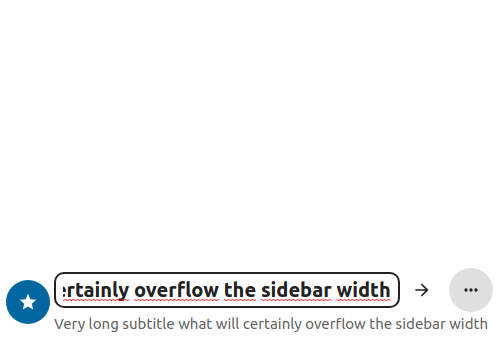 ertainly overflow the sidebar width
Very long subtitle what will certainly overflow the sidebar width